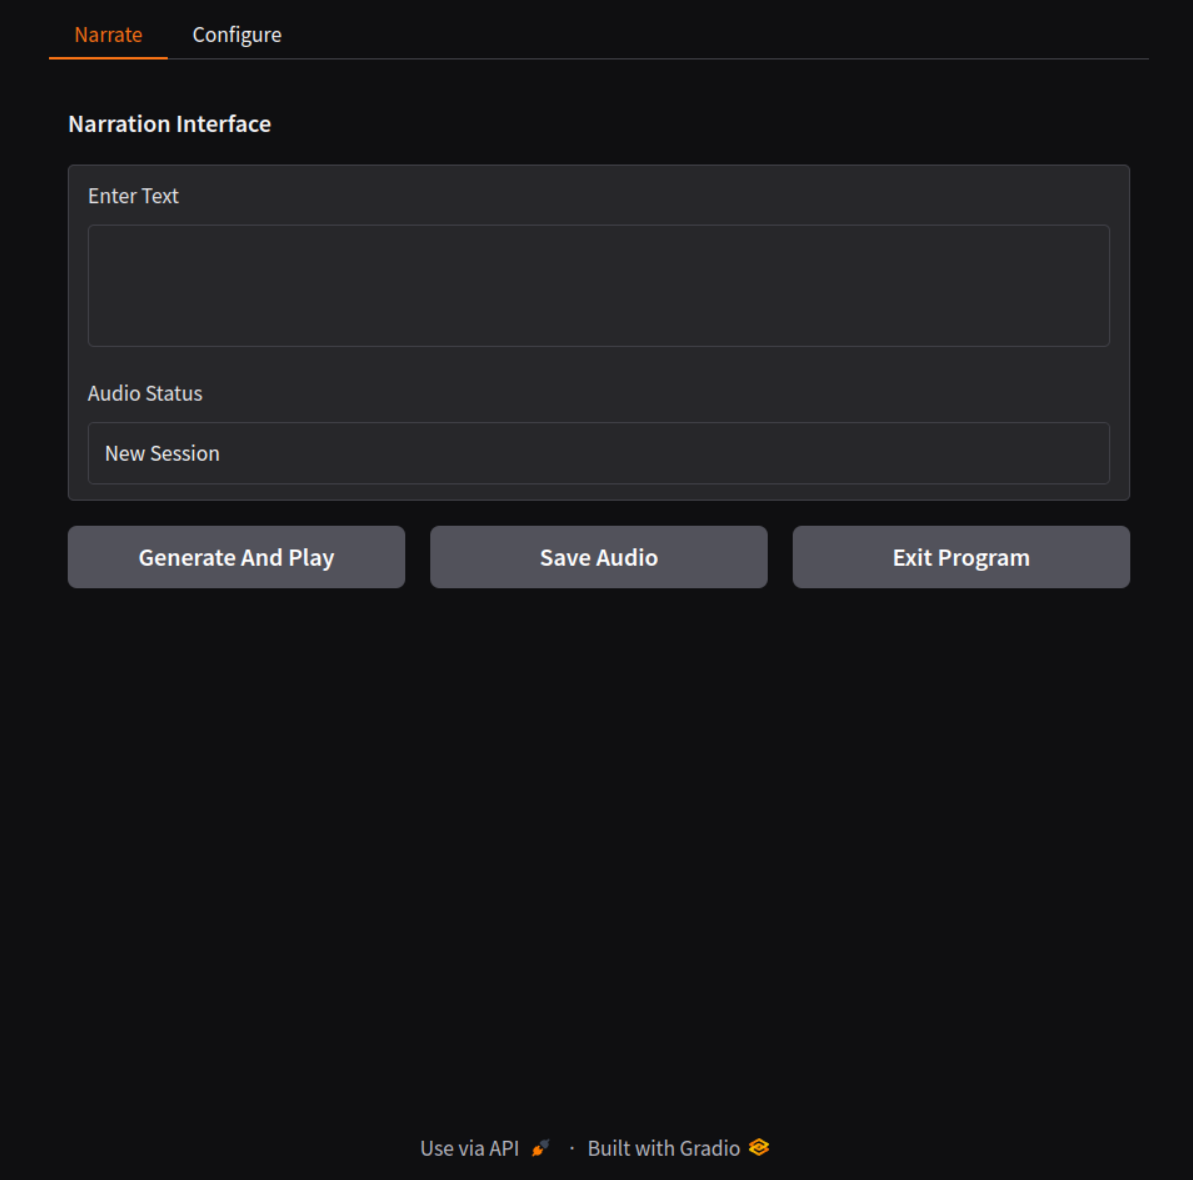 Narrate Configure
Narration Interface
Enter Text
Audio Status
New Session
Generate And Play Save Audio Exit Program
Use via API · Built with Gradio